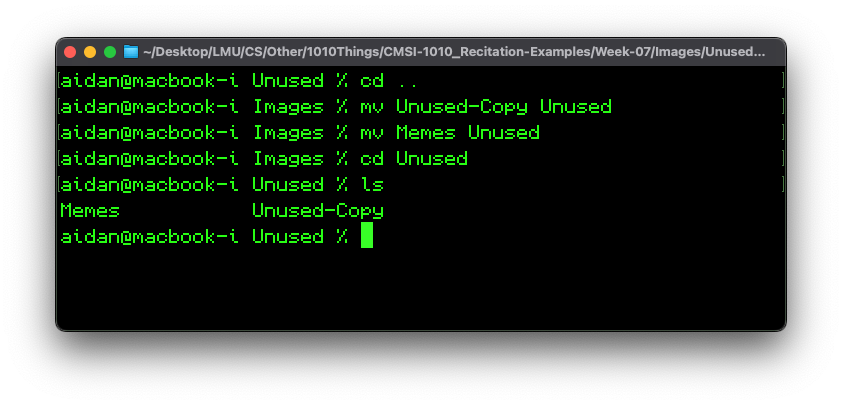 ~/Desktop/LMU/CS/Other/1010Things/CMSI-1010_Recitation-Examples/Week-07/Images/Unused...
[aidan@macbook-i Unused % cd .. ]
[aidan@macbook-i Images % mv Unused-Copy Unused ]
[aidan@macbook-i Images % mv Memes Unused ]
[aidan@macbook-i Images % cd Unused ]
[aidan@macbook-i Unused % ls ]
Memes Unused-Copy
aidan@macbook-i Unused %